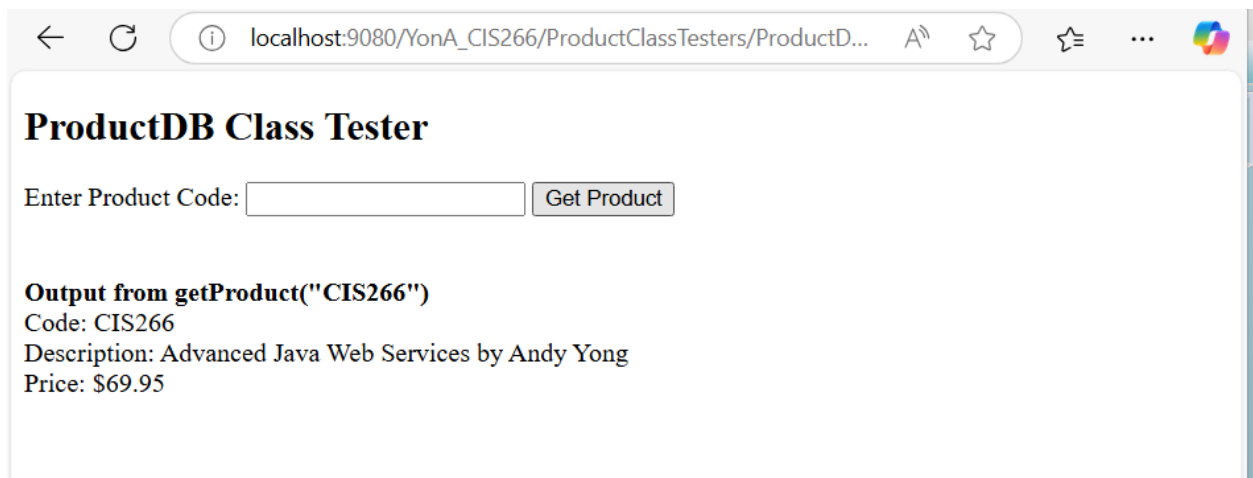 localhost:9080/YonA_CIS266/ProductClassTesters/ProductD...
ProductDB Class Tester
Enter Product Code: Get Product
Output from getProduct("CIS266")
Code: CIS266
Description: Advanced Java Web Services by Andy Yong
Price: $69.95